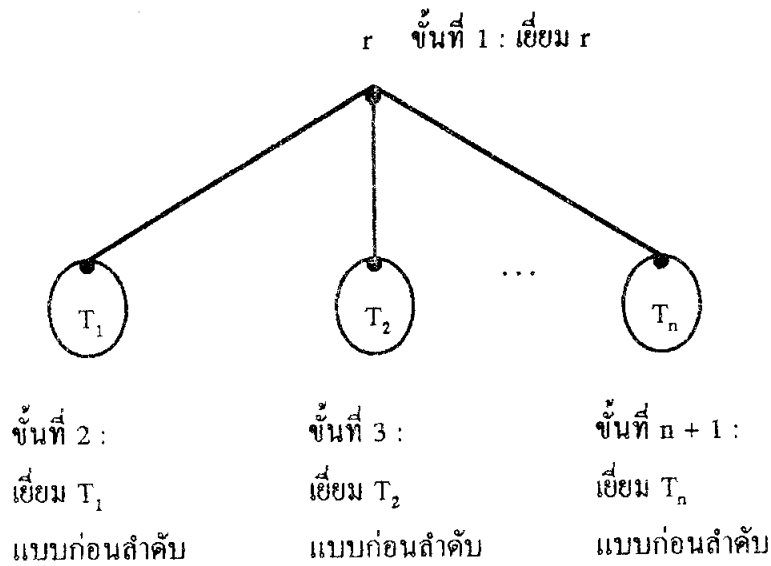 r ขั้นที่ 1 : เยี่ยม r
T₁ T₂ ... Tₙ
ขั้นที่ 2 : ขั้นที่ 3 : ขั้นที่ n + 1 :
เยี่ยม T₁ เยี่ยม T₂ เยี่ยม Tₙ
แบบก่อนลำดับ แบบก่อนลำดับ แบบก่อนลำดับ